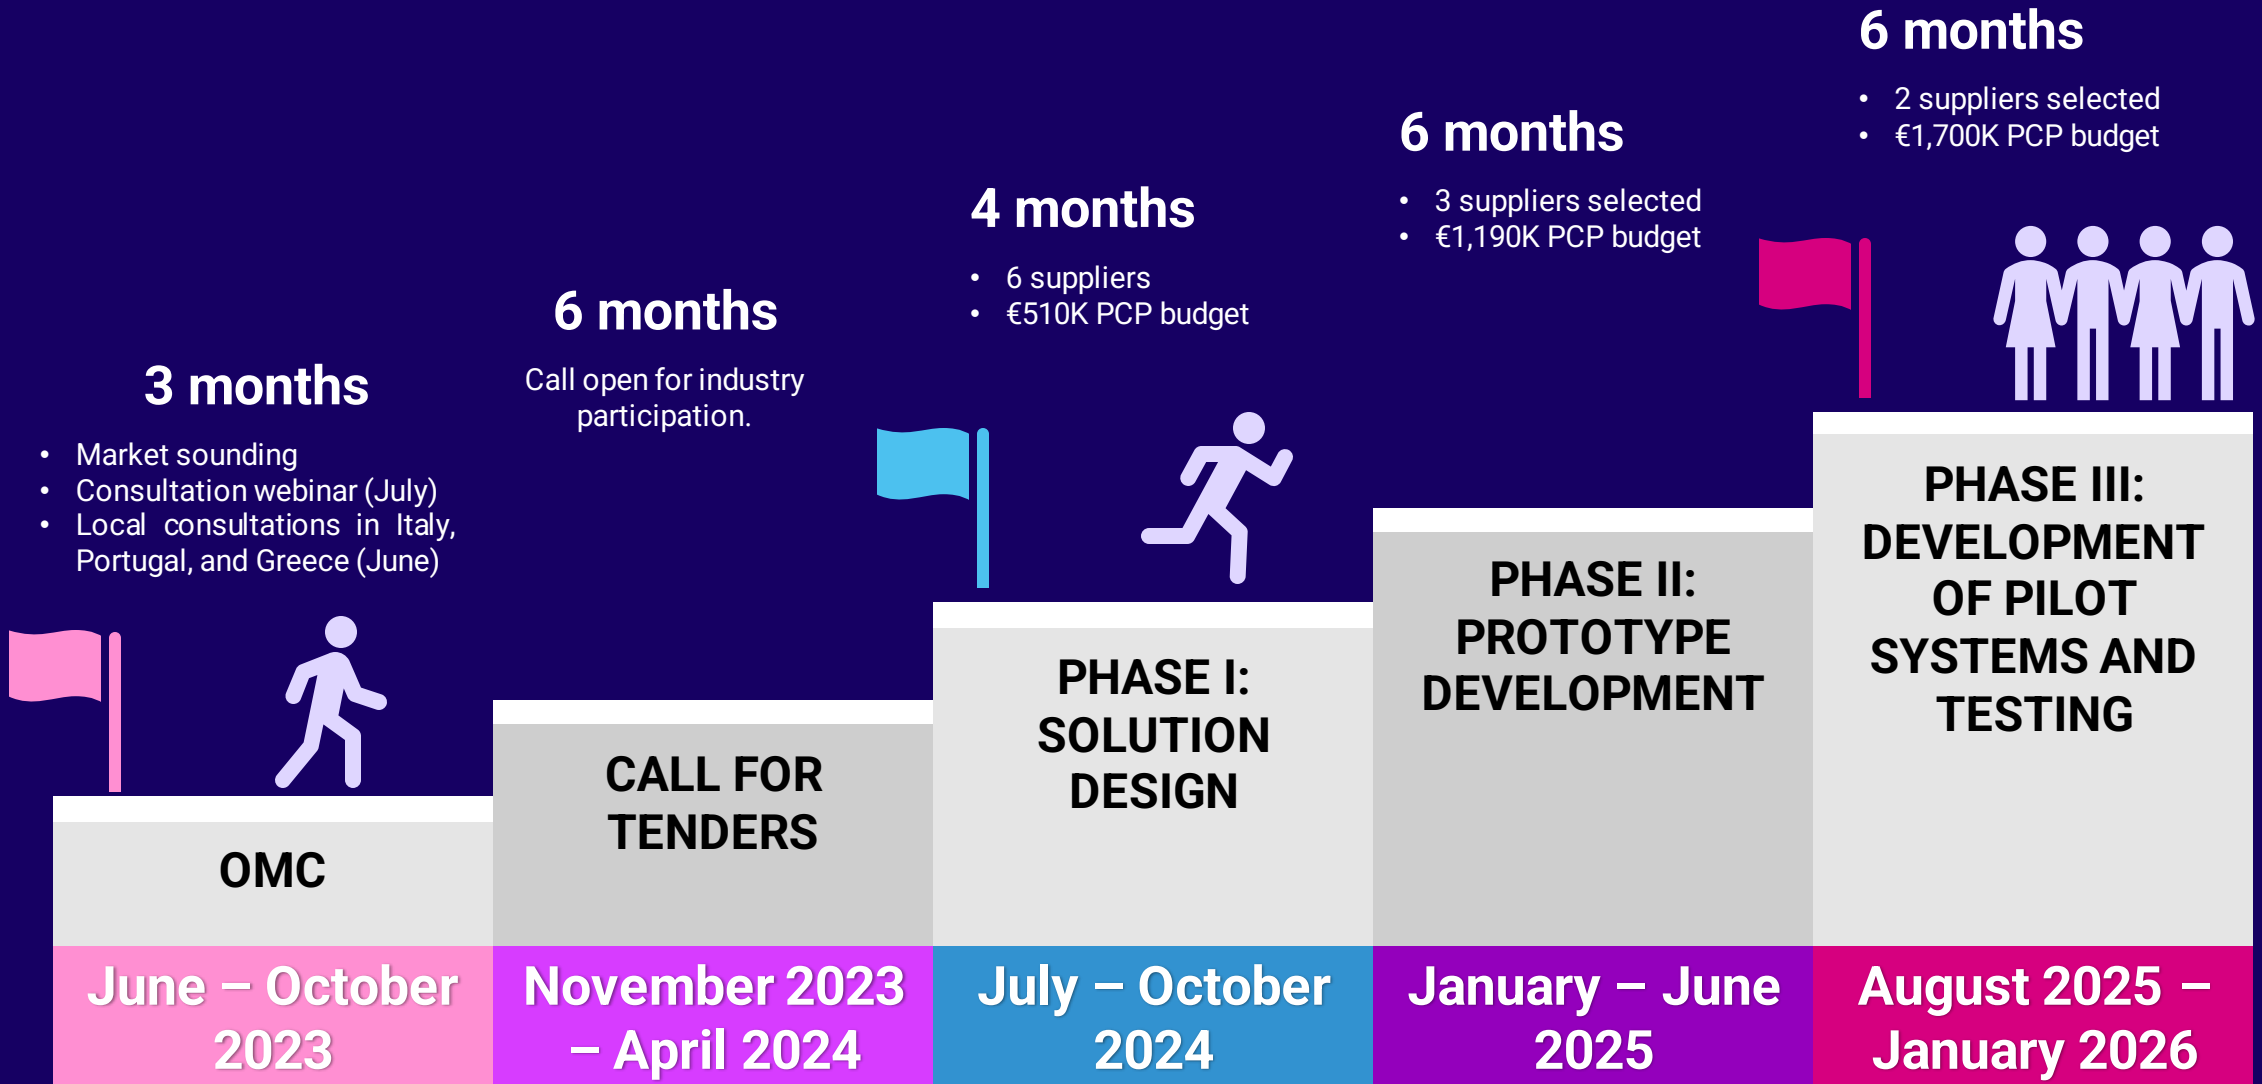 3 months
• Market sounding
• Consultation webinar (July)
• Local consultations in Italy,
Portugal, and Greece (June)
OMC
June – October
2023
6 months
Call open for industry
participation.
CALL FOR
TENDERS
November 2023
– April 2024
4 months
• 6 suppliers
• €510K PCP budget
PHASE I:
SOLUTION
DESIGN
July – October
2024
6 months
• 3 suppliers selected
• €1,190K PCP budget
PHASE II:
PROTOTYPE
DEVELOPMENT
January – June
2025
6 months
• 2 suppliers selected
• €1,700K PCP budget
PHASE III:
DEVELOPMENT
OF PILOT
SYSTEMS AND
TESTING
August 2025 –
January 2026